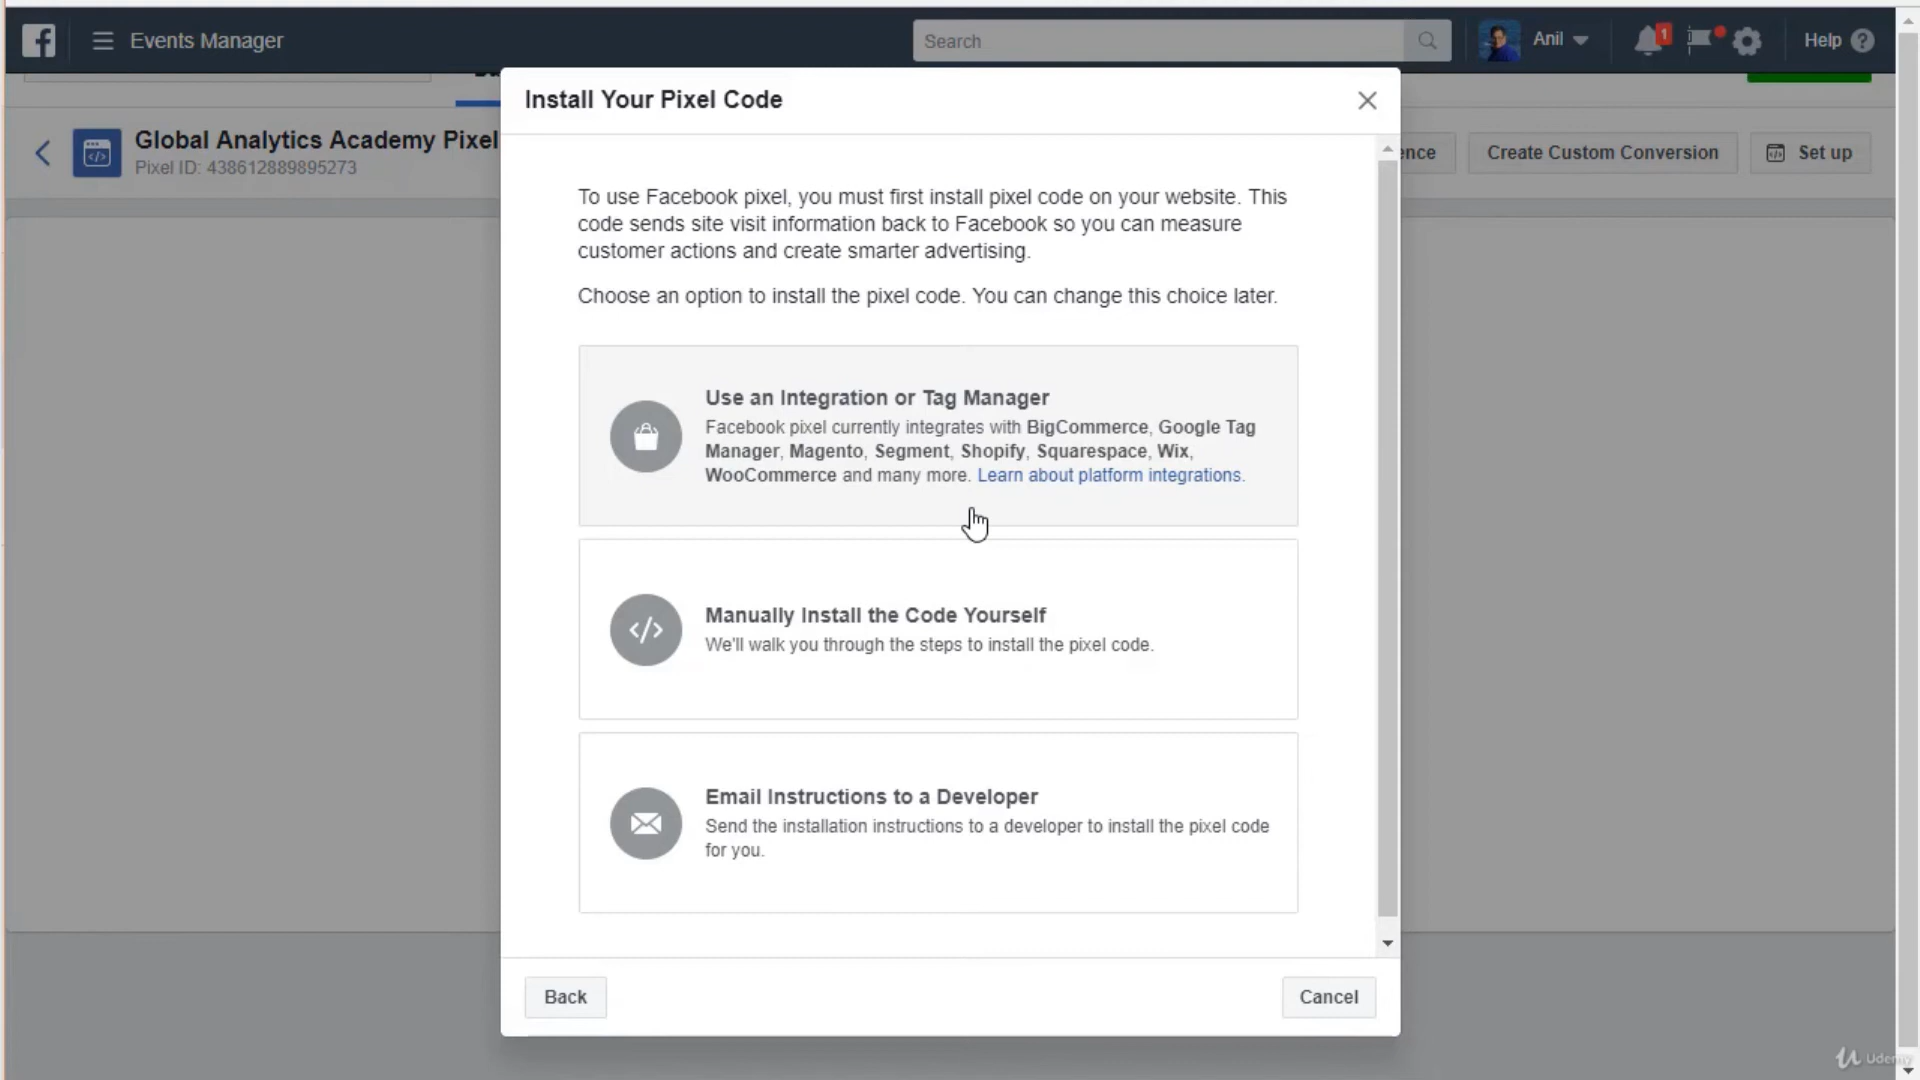 Events Manager
Search
Anil
1
Help
Install Your Pixel Code
Global Analytics Academy Pixel
Pixel ID: 438612889895273
Create Custom Conversion
Set up
To use Facebook pixel, you must first install pixel code on your website. This
code sends site visit information back to Facebook so you can measure
customer actions and create smarter advertising.
Choose an option to install the pixel code. You can change this choice later.
Use an Integration or Tag Manager
Facebook pixel currently integrates with BigCommerce, Google Tag
Manager, Magento, Segment, Shopify, Squarespace, Wix,
WooCommerce and many more. Learn about platform integrations.
Manually Install the Code Yourself
We'll walk you through the steps to install the pixel code.
Email Instructions to a Developer
Send the installation instructions to a developer to install the pixel code
for you.
Back
Cancel
Udemy